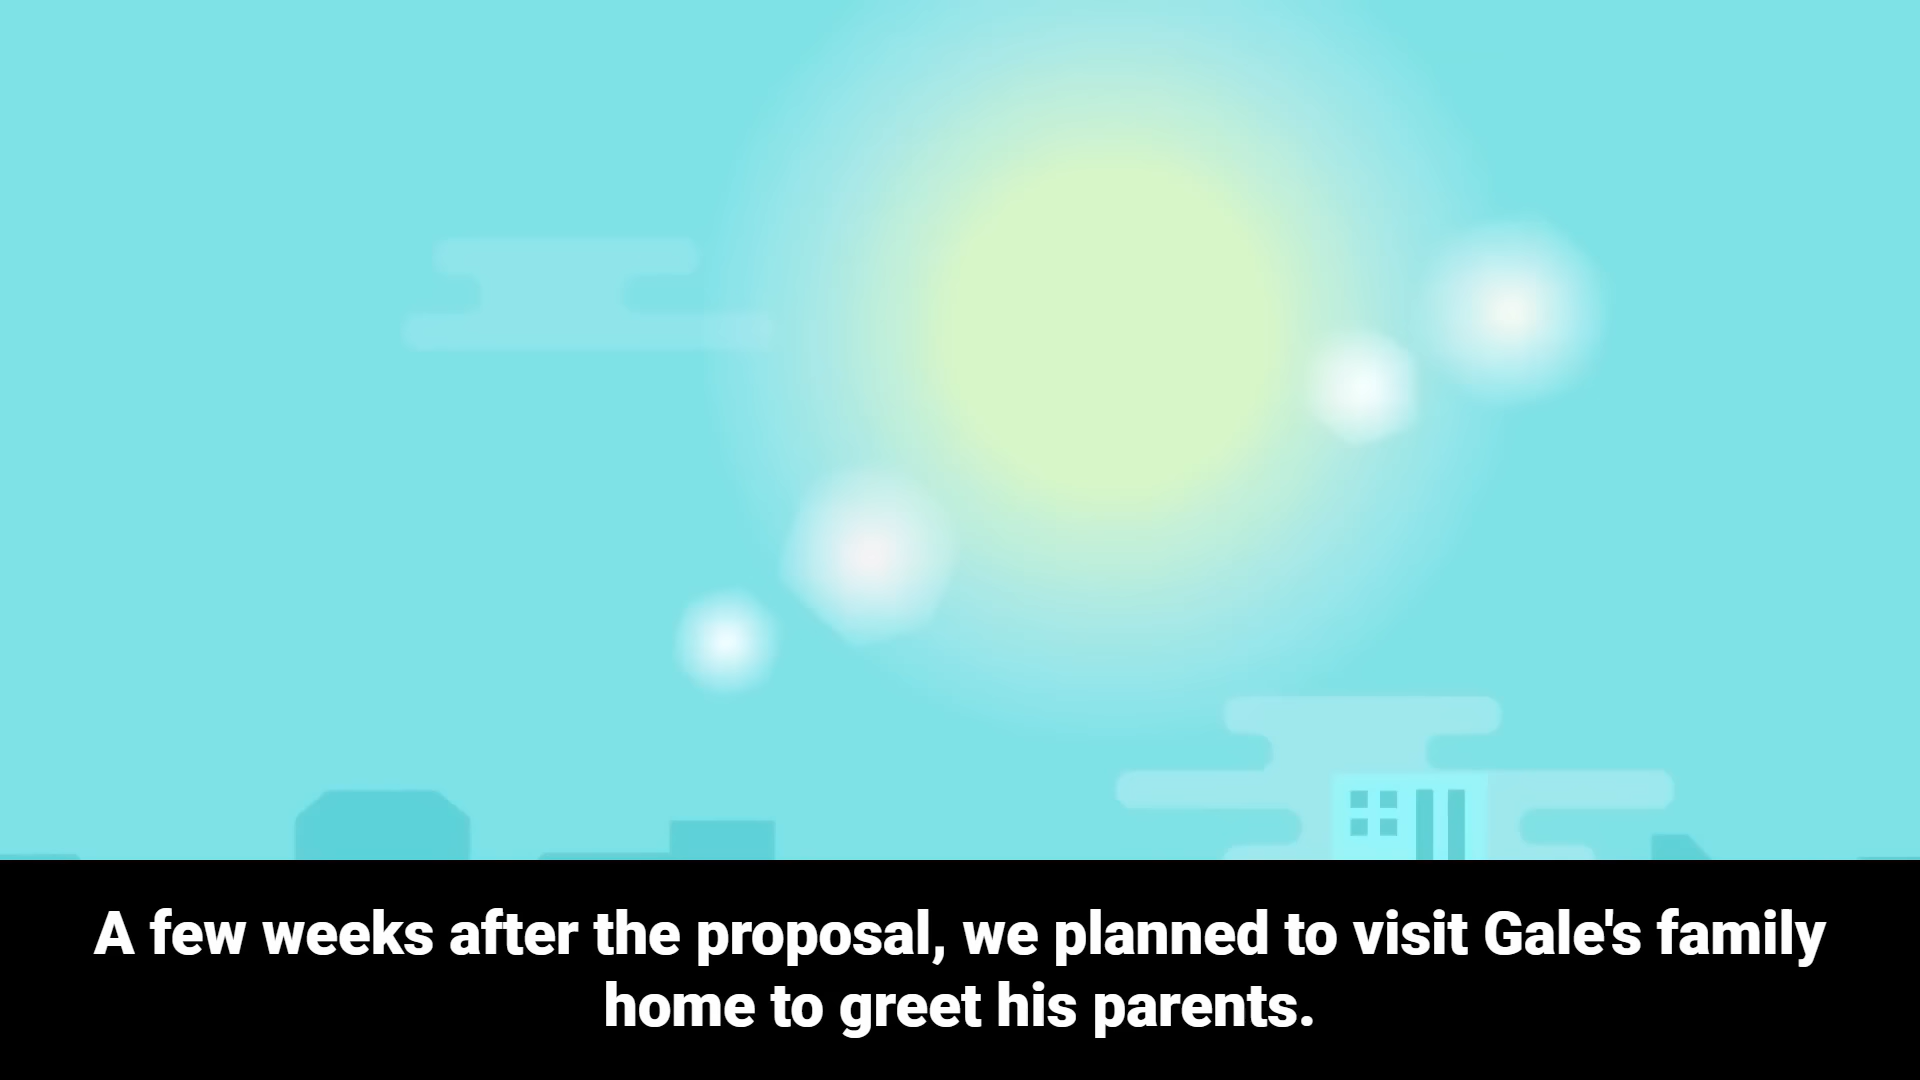 A few weeks after the proposal, we planned to visit Gale's family
home to greet his parents.